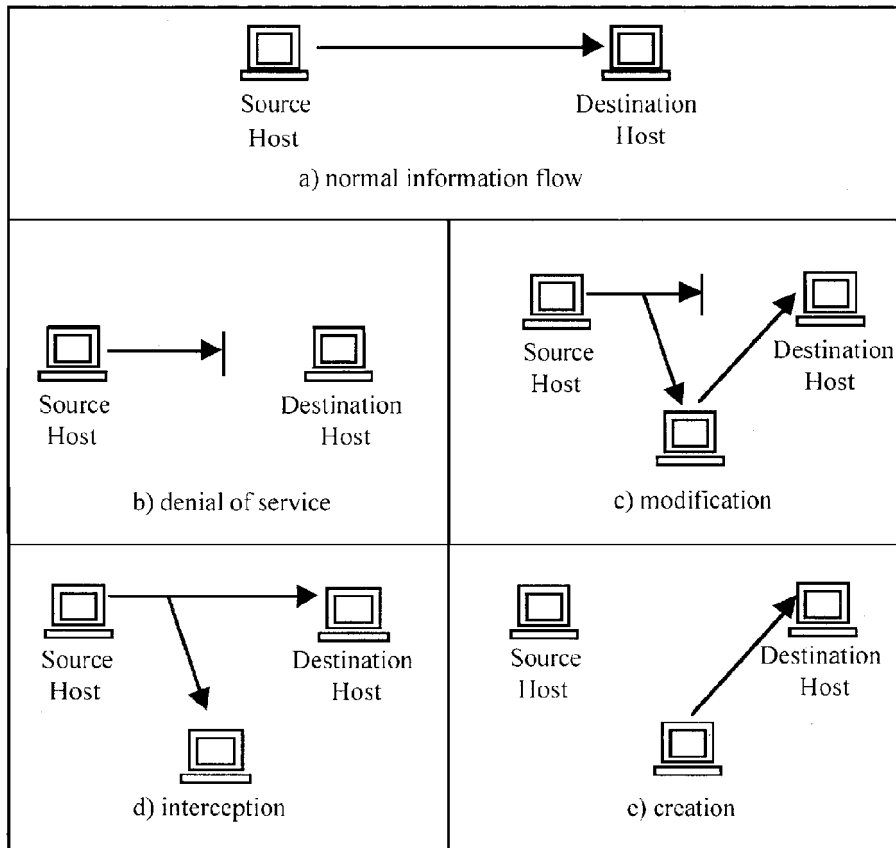 Source
Host
Destination
Host
a) normal information flow
Source
Host
Destination
Host
b) denial of service
Source
Host
Destination
Host
c) modification
Source
Host
Destination
Host
d) interception
Source
Host
Destination
Host
e) creation